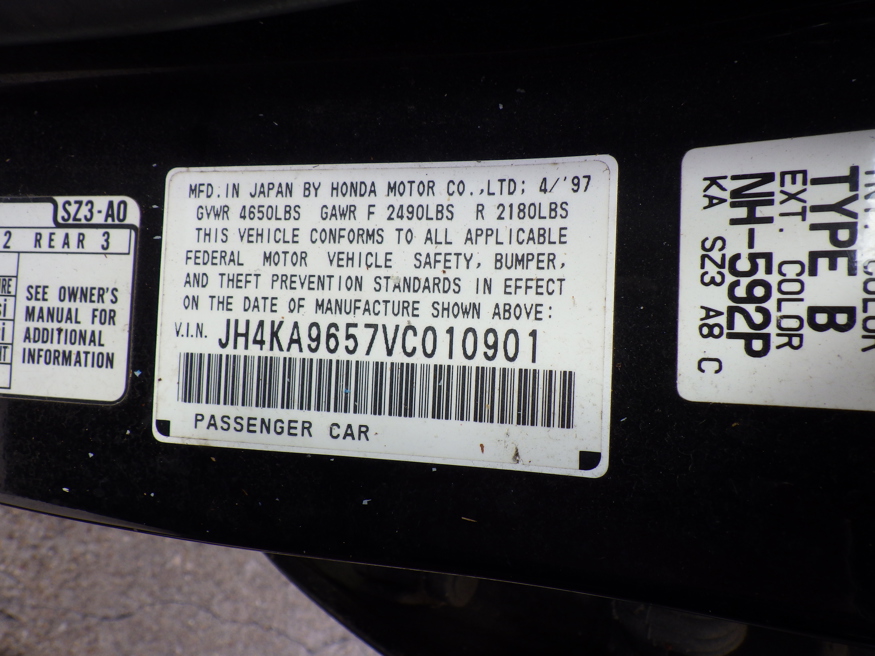 SZ3-A0
2 REAR 3
SEE OWNER'S
MANUAL FOR
ADDITIONAL
INFORMATION
MFD. IN JAPAN BY HONDA MOTOR CO.,LTD; 4/'97
GVWR 4650LBS GAWR F 2490LBS R 2180LBS
THIS VEHICLE CONFORMS TO ALL APPLICABLE
FEDERAL MOTOR VEHICLE SAFETY, BUMPER,
AND THEFT PREVENTION STANDARDS IN EFFECT
ON THE DATE OF MANUFACTURE SHOWN ABOVE:
V.I.N. JH4KA9657VC010901
PASSENGER CAR
COLOR
TYPE B
EXT. COLOR
NH-592P
KA SZ3 A8 C